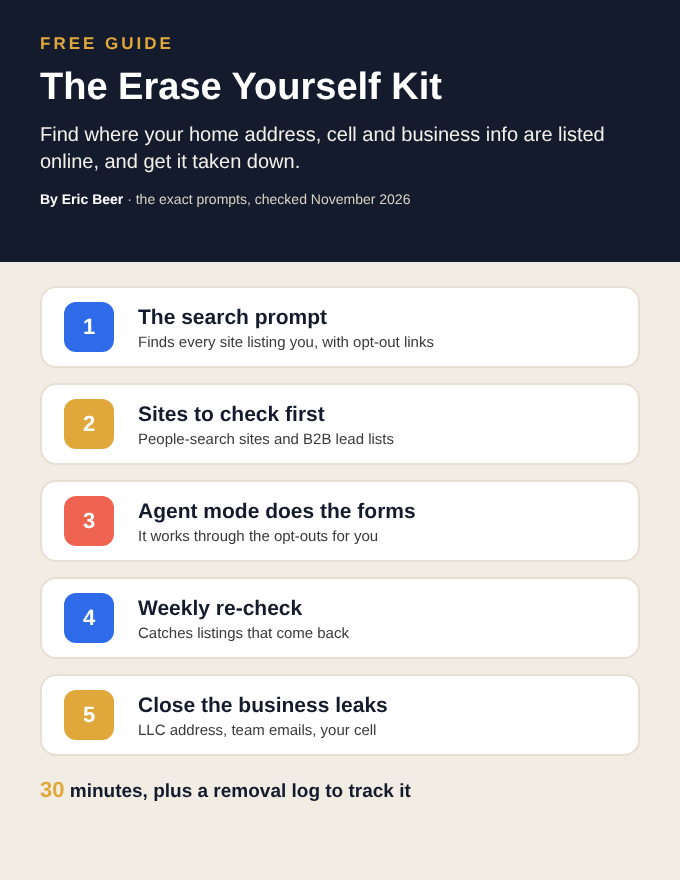 FREE GUIDE
The Erase Yourself Kit
Find where your home address, cell and business info are listed
online, and get it taken down.
By Eric Beer · the exact prompts, checked November 2026
1
The search prompt
Finds every site listing you, with opt-out links
2
Sites to check first
People-search sites and B2B lead lists
3
Agent mode does the forms
It works through the opt-outs for you
4
Weekly re-check
Catches listings that come back
5
Close the business leaks
LLC address, team emails, your cell
30 minutes, plus a removal log to track it